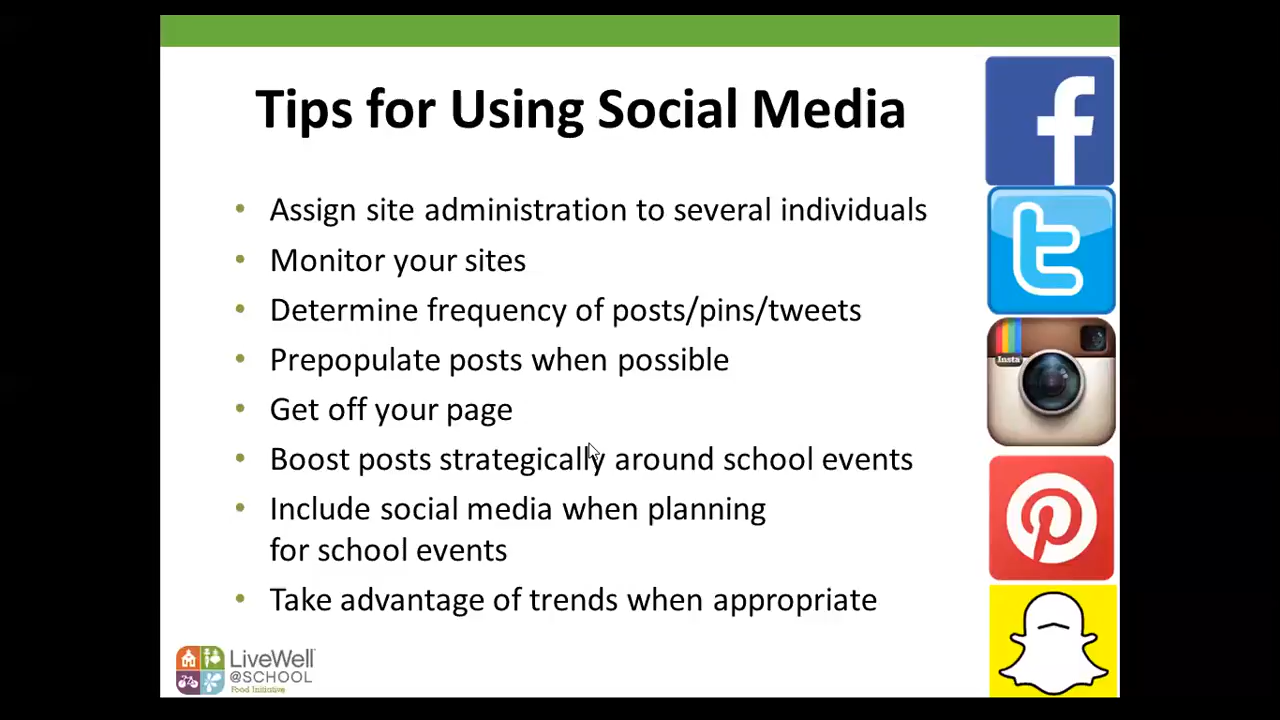 Tips for Using Social Media
• Assign site administration to several individuals
• Monitor your sites
• Determine frequency of posts/pins/tweets
• Prepopulate posts when possible
• Get off your page
• Boost posts strategically around school events
• Include social media when planning
for school events
• Take advantage of trends when appropriate
Insta
LiveWell
@SCHOOL
Food Initiative